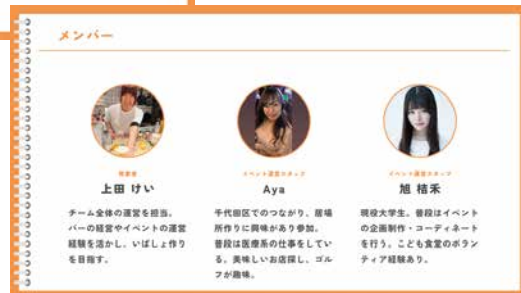 メンバー
発案者
上田 けい
チーム全体の運営を担当。
バーの経営やイベントの運営
経験を活かし、いばしょ作り
を目指す。
イベント運営スタッフ
Aya
千代田区でのつながり、居場
所作りに興味があり参加。
普段は医療系の仕事をしてい
る。美味しいお店探し、ゴル
フが趣味。
イベント運営スタッフ
旭 桔禾
現役大学生。普段はイベント
の企画制作・コーディネート
を行う。こども食堂のボラン
ティア経験あり。